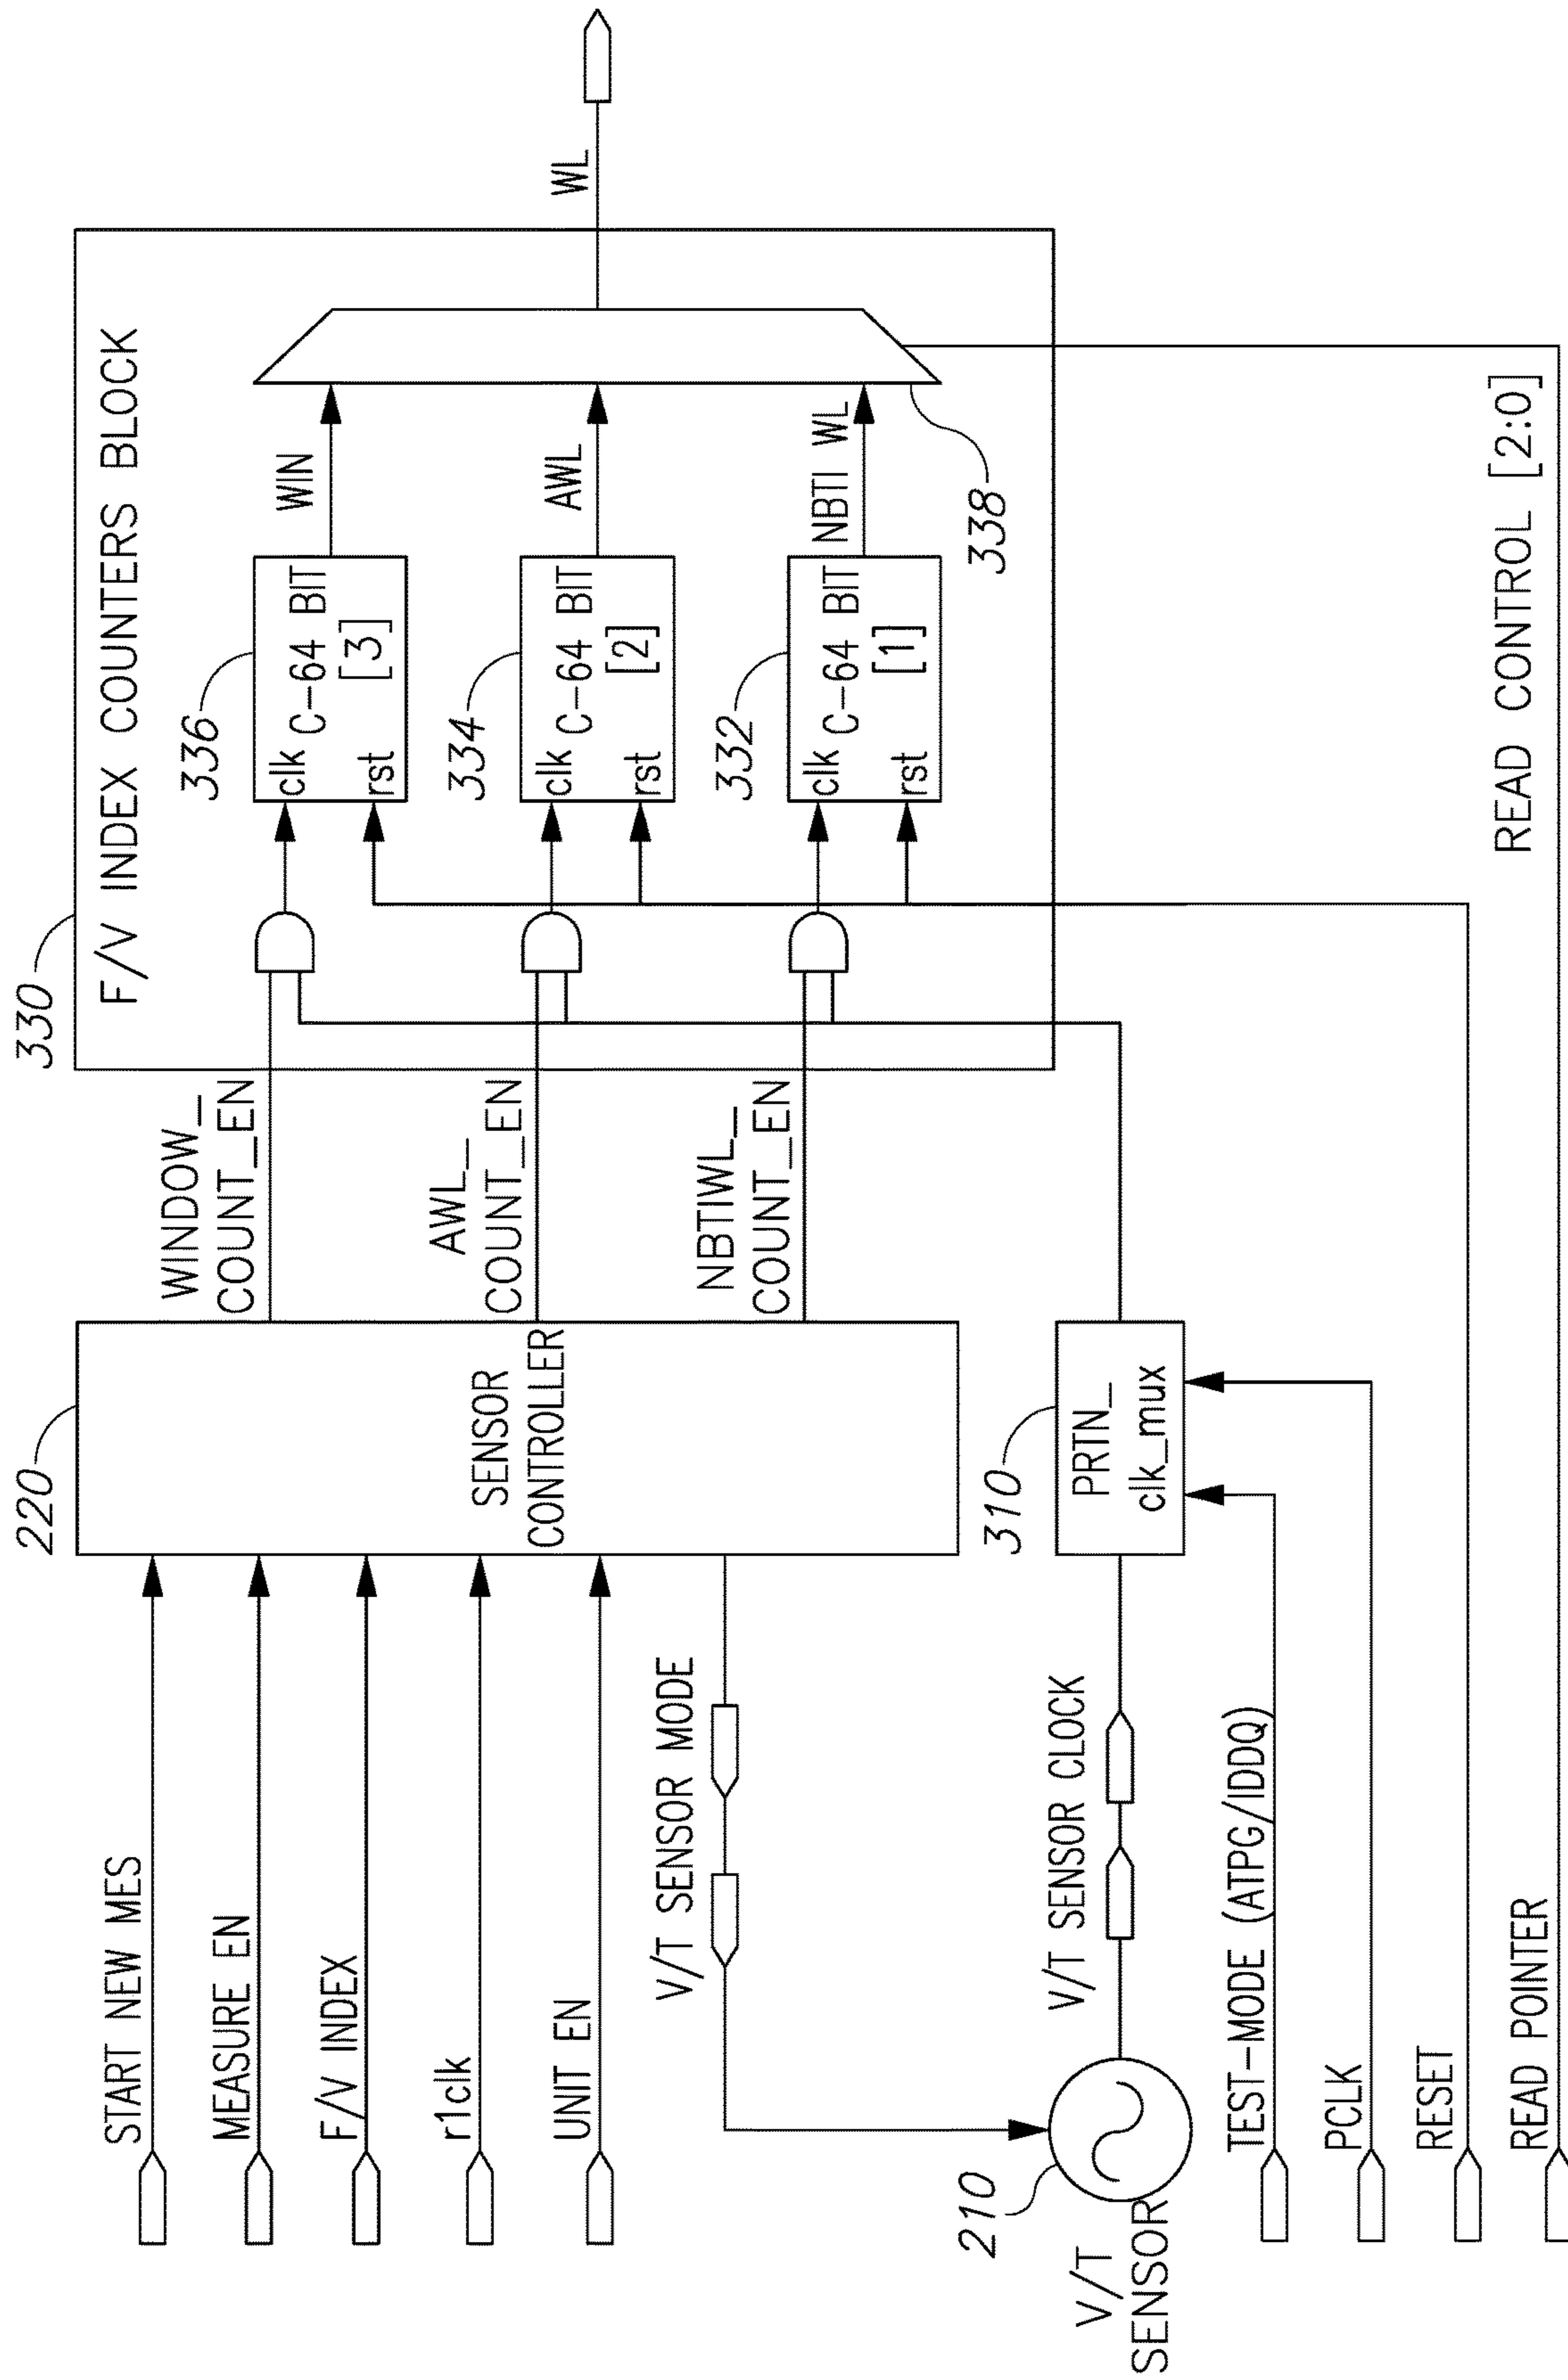 START NEW MES
MEASURE EN
F/V INDEX
r1clk
UNIT EN
V/T SENSOR MODE
V/T SENSOR CLOCK
210
V/T
SENSOR
TEST-MODE (ATPG/IDDQ)
PCLK
RESET
READ POINTER
220
SENSOR
CONTROLLER
310
PRTN_
clk_mux
WINDOW_
COUNT_EN
AWL_
COUNT_EN
NBTIWL_
COUNT_EN
330
F/V INDEX COUNTERS BLOCK
336
clk C-64 BIT
[3]
rst
WIN
334
clk C-64 BIT
[2]
rst
AWL
332
clk C-64 BIT
[1]
rst
NBTI WL
338
WL
READ CONTROL [2:0]